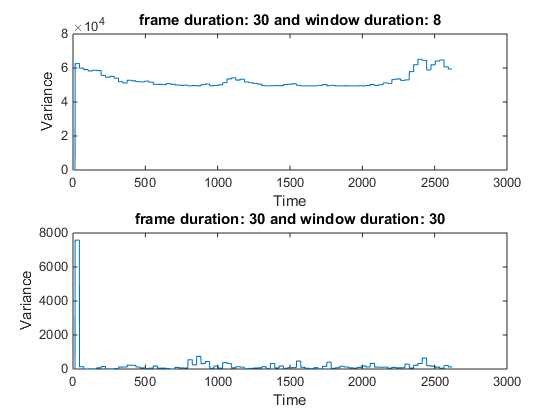 frame duration: 30 and window duration: 8
×10⁴
8
6
4
2
0
Variance
0 500 1000 1500 2000 2500 3000
Time
frame duration: 30 and window duration: 30
8000
6000
4000
2000
0
Variance
0 500 1000 1500 2000 2500 3000
Time